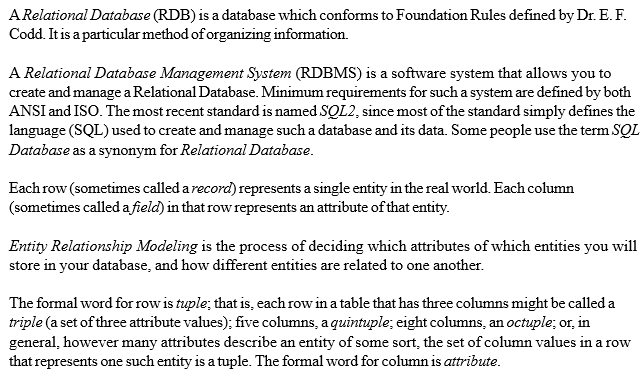 A Relational Database (RDB) is a database which conforms to Foundation Rules defined by Dr. E. F.
Codd. It is a particular method of organizing information.
A Relational Database Management System (RDBMS) is a software system that allows you to
create and manage a Relational Database. Minimum requirements for such a system are defined by both
ANSI and ISO. The most recent standard is named SQL2, since most of the standard simply defines the
language (SQL) used to create and manage such a database and its data. Some people use the term SQL
Database as a synonym for Relational Database.
Each row (sometimes called a record) represents a single entity in the real world. Each column
(sometimes called a field) in that row represents an attribute of that entity.
Entity Relationship Modeling is the process of deciding which attributes of which entities you will
store in your database, and how different entities are related to one another.
The formal word for row is tuple; that is, each row in a table that has three columns might be called a
triple (a set of three attribute values); five columns, a quintuple; eight columns, an octuple; or, in
general, however many attributes describe an entity of some sort, the set of column values in a row
that represents one such entity is a tuple. The formal word for column is attribute.